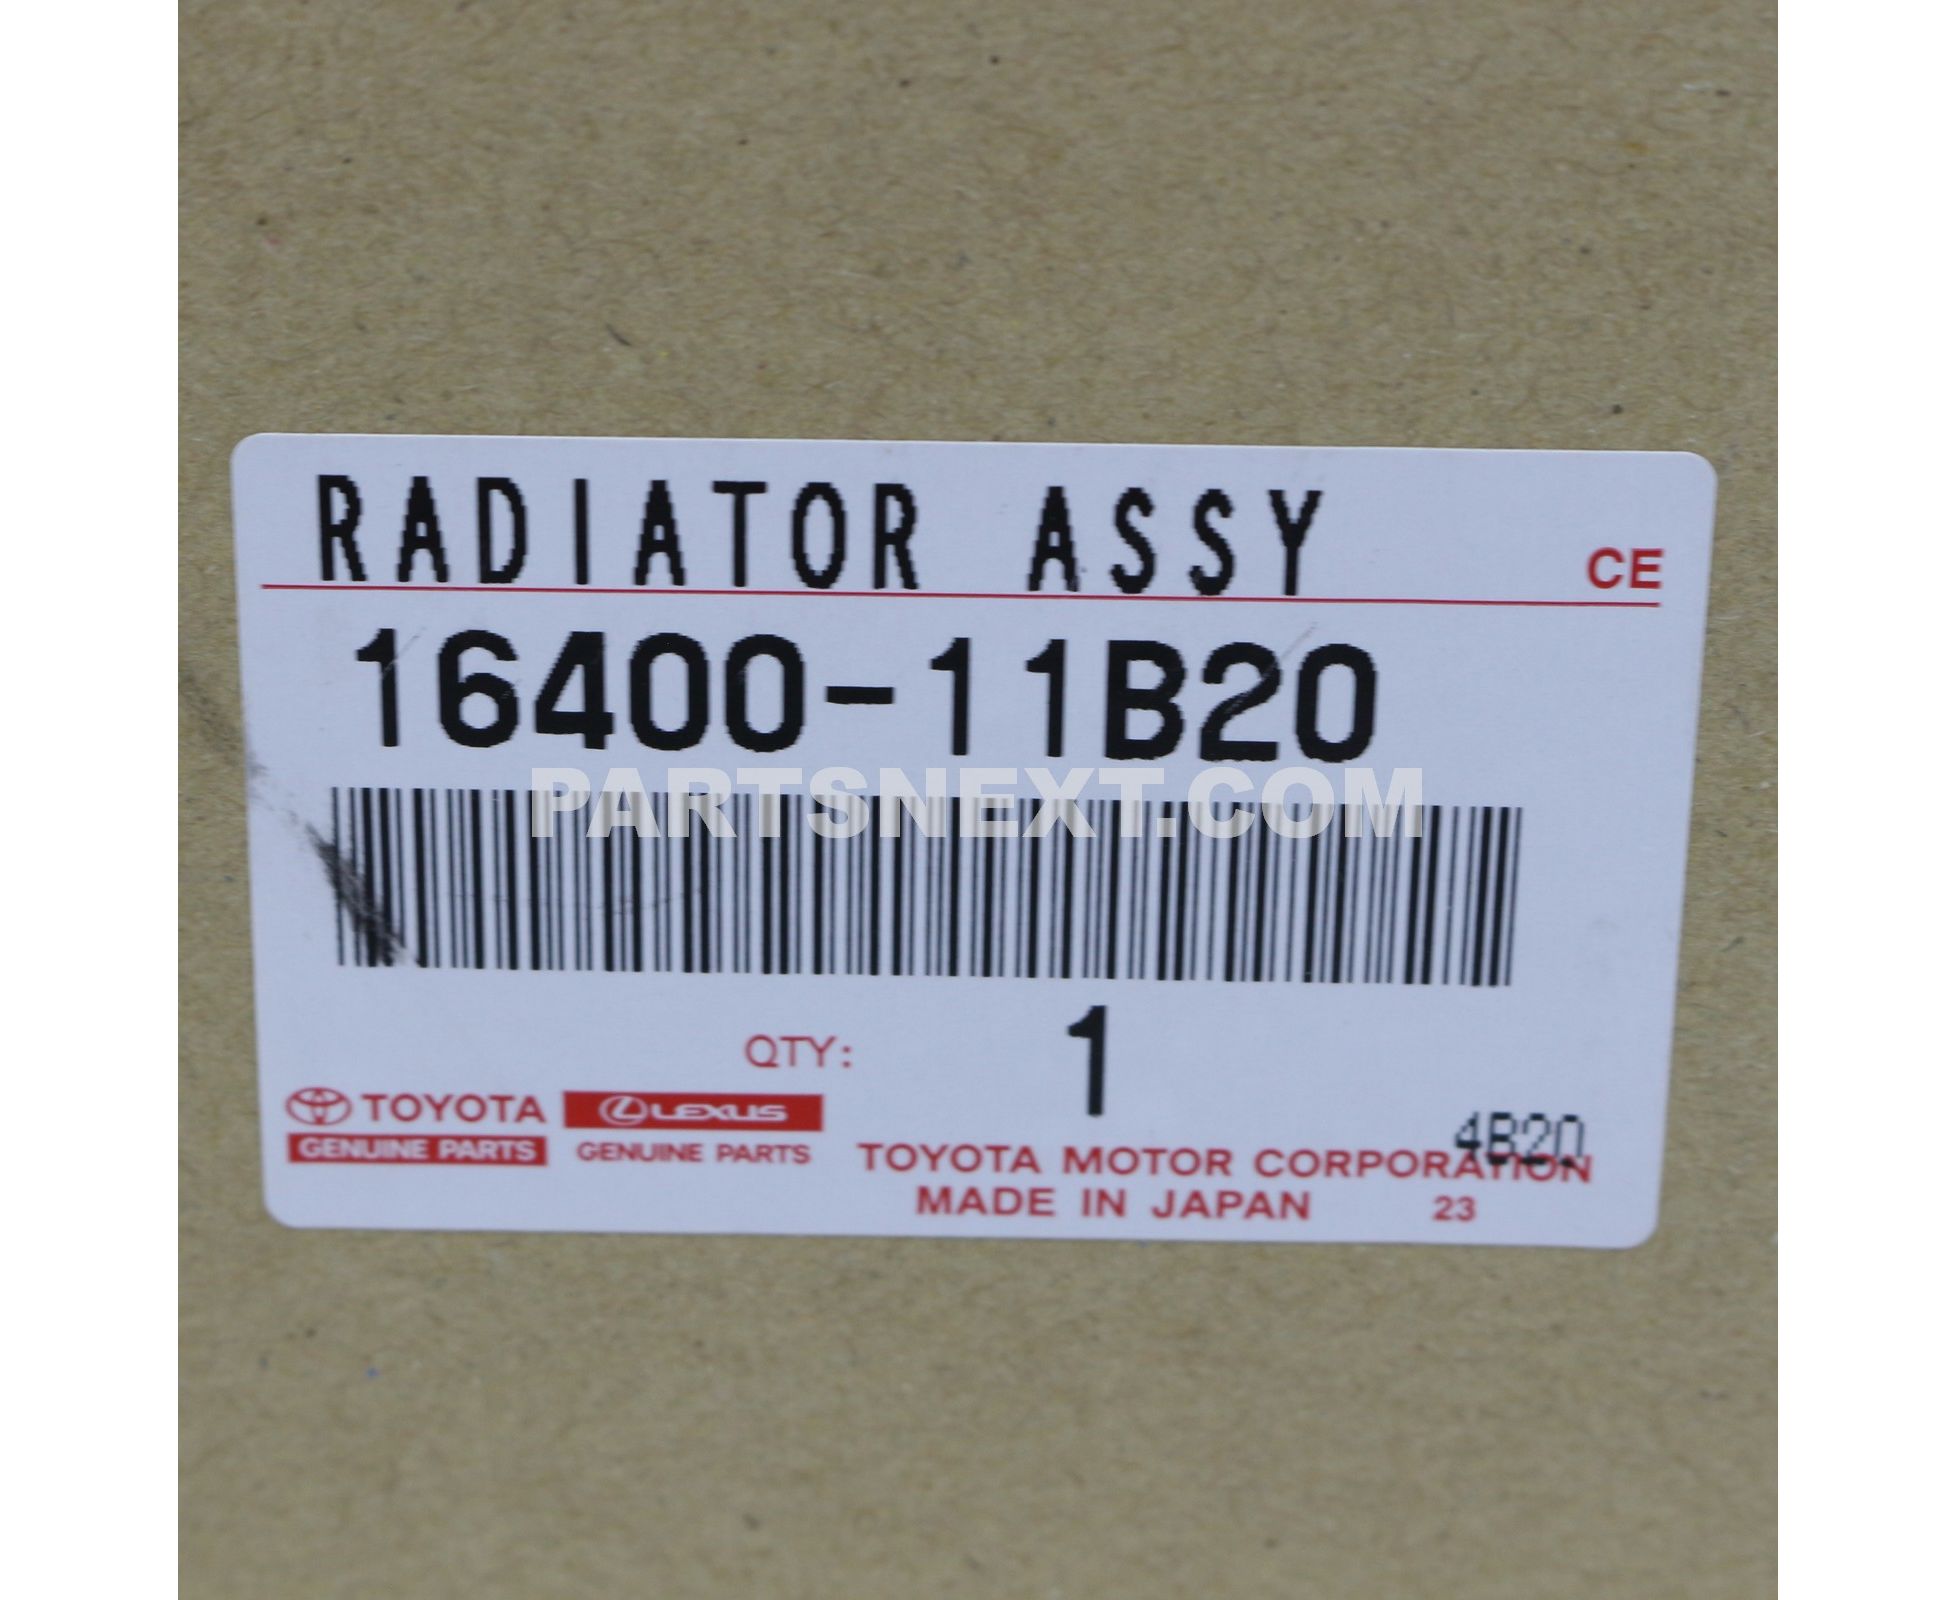 RADIATOR ASSY
CE
16400-11B20
PARTSNEXT.COM
QTY: 1
TOYOTA
GENUINE PARTS
LEXUS
GENUINE PARTS
4B20
TOYOTA MOTOR CORPORATION
MADE IN JAPAN 23